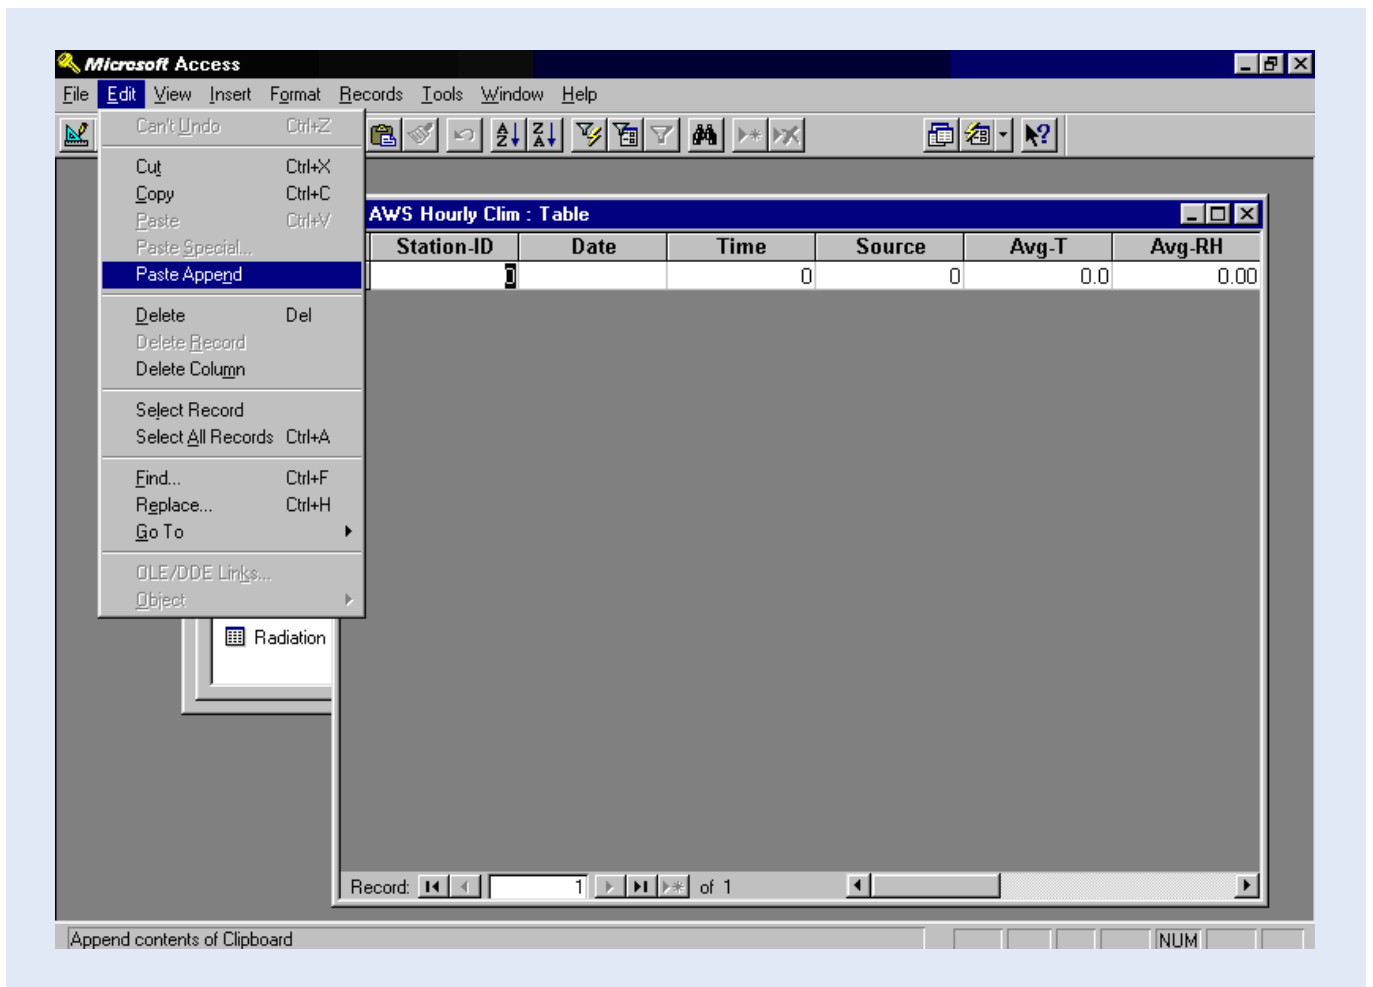 Microsoft Access
File Edit View Insert Format Records Tools Window Help
Can't Undo Ctrl+Z
Cut Ctrl+X
Copy Ctrl+C
Paste Ctrl+V
Paste Special...
Paste Append
Delete Del
Delete Record
Delete Column
Select Record
Select All Records Ctrl+A
Find... Ctrl+F
Replace... Ctrl+H
Go To
OLE/DDE Links...
Object
AWS Hourly Clim : Table
Station-ID Date Time Source Avg-T Avg-RH
0 0 0 0.0 0.00
Radiation
Record: 1 of 1
Append contents of Clipboard NUM